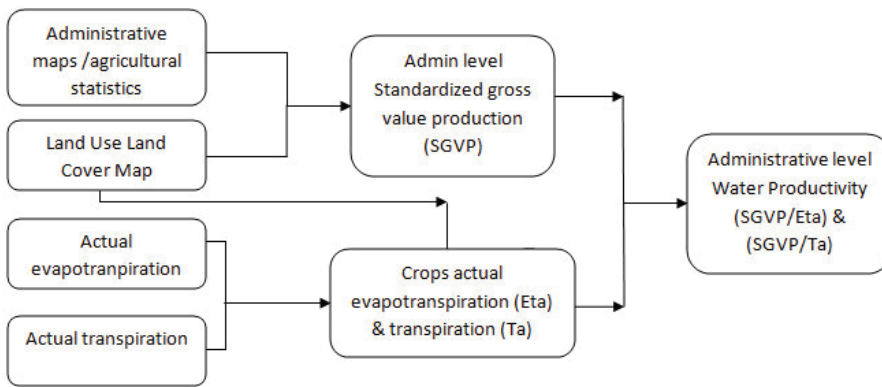 Administrative
maps /agricultural
statistics
Land Use Land
Cover Map
Actual
evapotranpiration
Actual transpiration
Admin level
Standardized gross
value production
(SGVP)
Crops actual
evapotranspiration (Eta)
& transpiration (Ta)
Administrative level
Water Productivity
(SGVP/Eta) &
(SGVP/Ta)